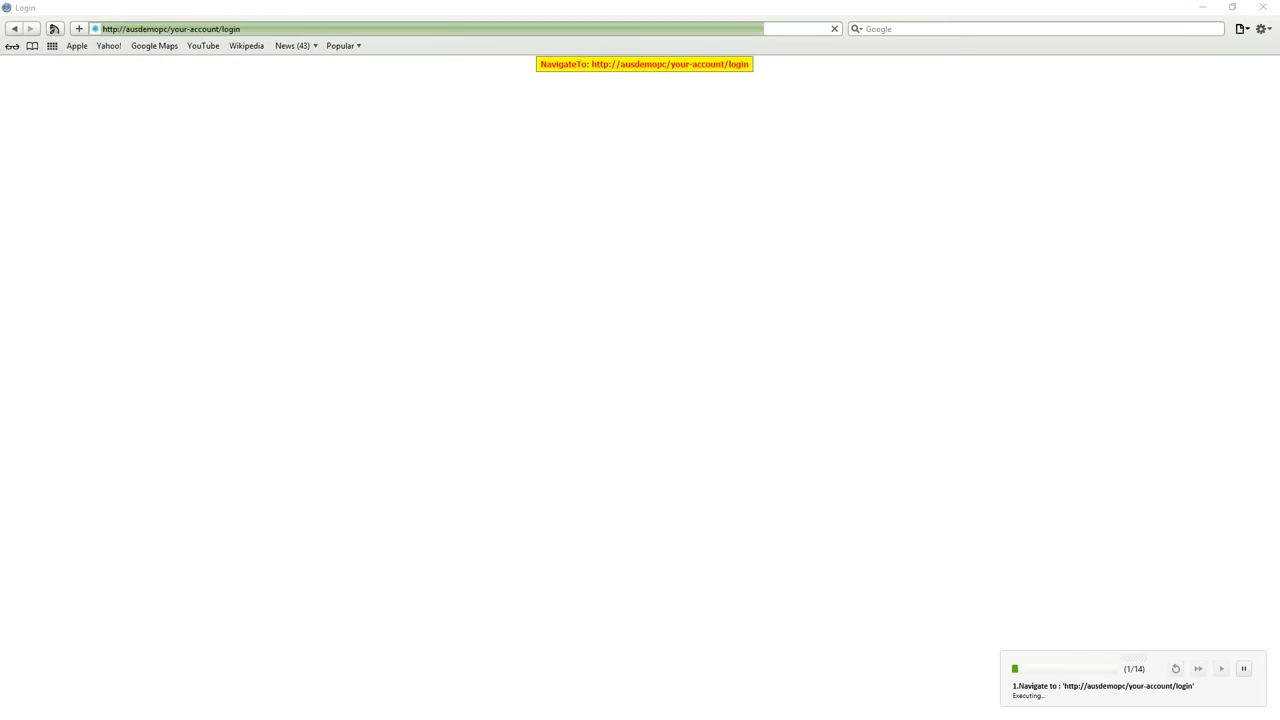 Login
http://ausdemopc/your-account/login
Google
Apple Yahoo! Google Maps YouTube Wikipedia News (43) Popular
NavigateTo: http://ausdemopc/your-account/login
(1/14)
1.Navigate to : 'http://ausdemopc/your-account/login'
Executing...